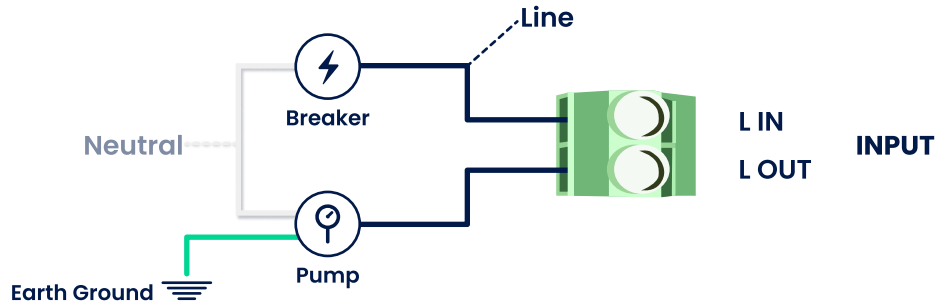 Line
Breaker
L IN
Neutral
INPUT
L OUT
Pump
Earth Ground